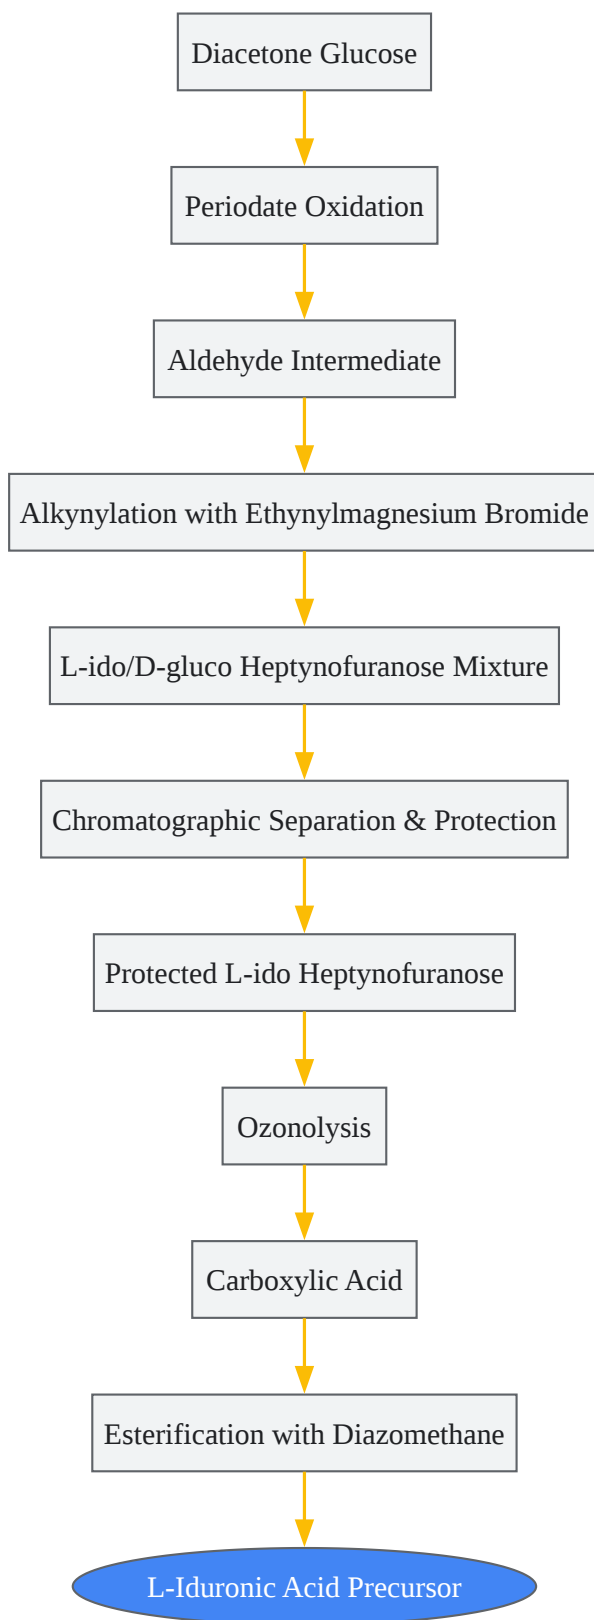 Diacetone Glucose
Periodate Oxidation
Aldehyde Intermediate
Alkynylation with Ethynylmagnesium Bromide
L-ido/D-gluco Heptynofuranose Mixture
Chromatographic Separation & Protection
Protected L-ido Heptynofuranose
Ozonolysis
Carboxylic Acid
Esterification with Diazomethane
L-Iduronic Acid Precursor